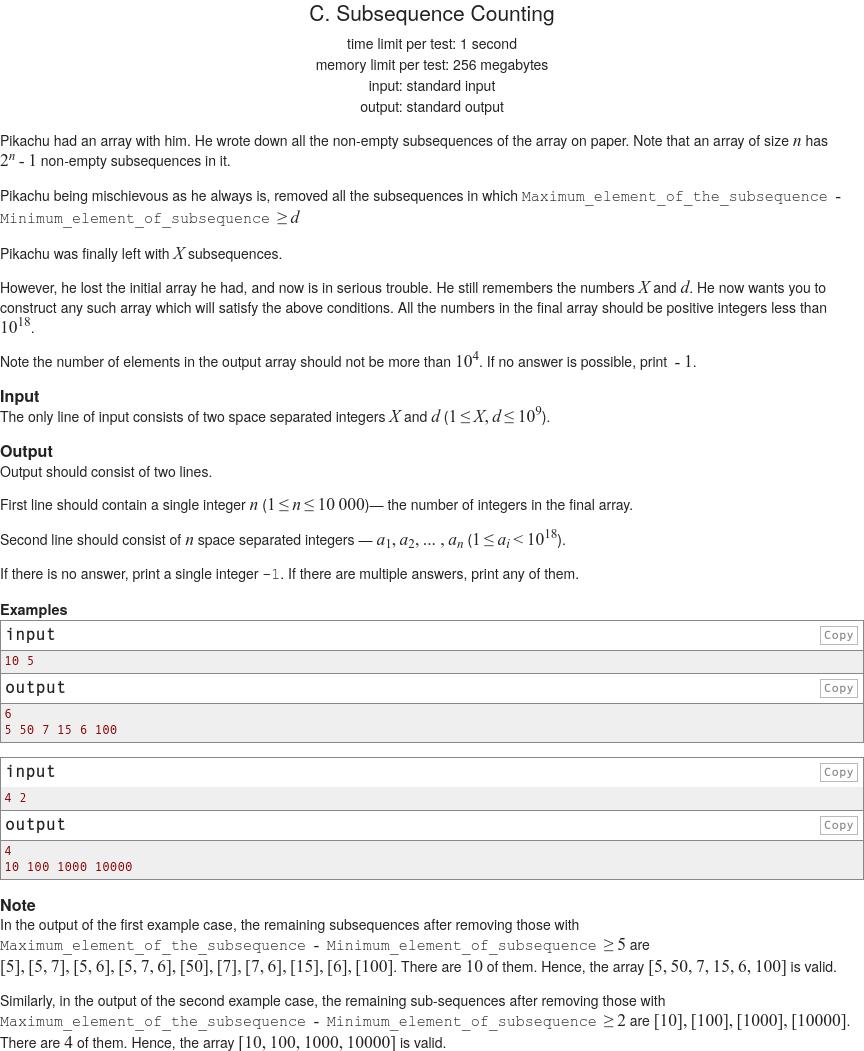 C. Subsequence Counting
time limit per test: 1 second
memory limit per test: 256 megabytes
input: standard input
output: standard output
Pikachu had an array with him. He wrote down all the non-empty subsequences of the array on paper. Note that an array of size n has
2^n - 1 non-empty subsequences in it.
Pikachu being mischievous as he always is, removed all the subsequences in which Maximum_element_of_the_subsequence -
Minimum_element_of_subsequence ≥ d
Pikachu was finally left with X subsequences.
However, he lost the initial array he had, and now is in serious trouble. He still remembers the numbers X and d. He now wants you to
construct any such array which will satisfy the above conditions. All the numbers in the final array should be positive integers less than
10^18.
Note the number of elements in the output array should not be more than 10^4. If no answer is possible, print - 1.
Input
The only line of input consists of two space separated integers X and d (1 ≤ X, d ≤ 10^9).
Output
Output should consist of two lines.
First line should contain a single integer n (1 ≤ n ≤ 10 000)— the number of integers in the final array.
Second line should consist of n space separated integers — a1, a2, ... , an (1 ≤ ai < 10^18).
If there is no answer, print a single integer -1. If there are multiple answers, print any of them.
Examples
input Copy
10 5
output Copy
6
5 50 7 15 6 100
input Copy
4 2
output Copy
4
10 100 1000 10000
Note
In the output of the first example case, the remaining subsequences after removing those with
Maximum_element_of_the_subsequence - Minimum_element_of_subsequence ≥ 5 are
[5], [5, 7], [5, 6], [5, 7, 6], [50], [7], [7, 6], [15], [6], [100]. There are 10 of them. Hence, the array [5, 50, 7, 15, 6, 100] is valid.
Similarly, in the output of the second example case, the remaining sub-sequences after removing those with
Maximum_element_of_the_subsequence - Minimum_element_of_subsequence ≥ 2 are [10], [100], [1000], [10000].
There are 4 of them. Hence, the array [10, 100, 1000, 10000] is valid.